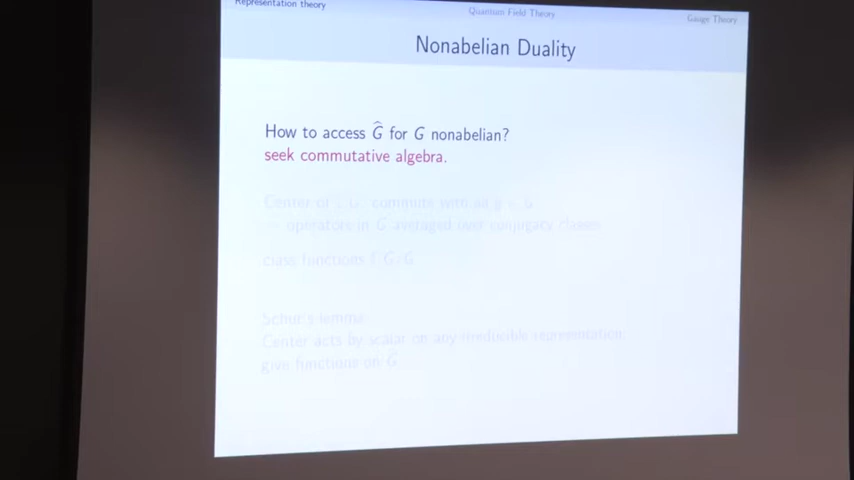 Representation theory
Quantum Field Theory
Gauge Theory
Nonabelian Duality
How to access Ĝ for G nonabelian?
seek commutative algebra.
Center of commute with all g ∈ G
operators in G averaged over conjugacy classes
class functions G
Schur's lemma
Center acts by scalar on any irreducible representation:
give functions on Ĝ